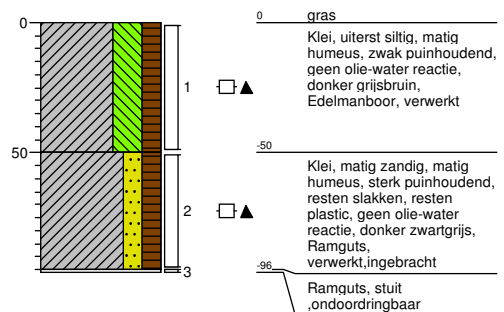 0
50
1
2
3
0
gras
Klei, uiterst siltig, matig
humeus, zwak puinhoudend,
geen olie-water reactie,
donker grijsbruin,
Edelmanboor, verwerkt
-50
Klei, matig zandig, matig
humeus, sterk puinhoudend,
resten slakken, resten
plastic, geen olie-water
reactie, donker zwartgrijs,
Ramguts,
verwerkt,ingebracht
-96
Ramguts, stuit
,ondoordringbaar